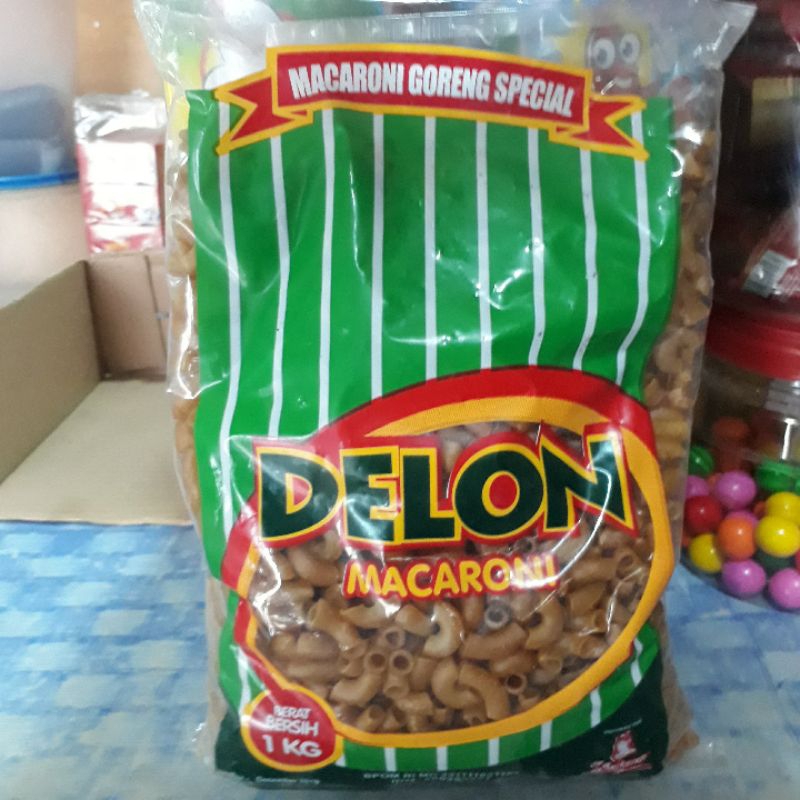 MACARONI GORENG SPECIAL
DELON
MACARONI
BERAT
BERSIH
1 KG